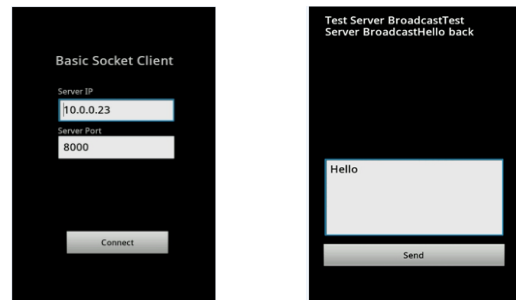 Basic Socket Client
Server IP
10.0.0.23
Server Port
8000
Connect
Test Server BroadcastTest
Server BroadcastHello back
Hello
Send